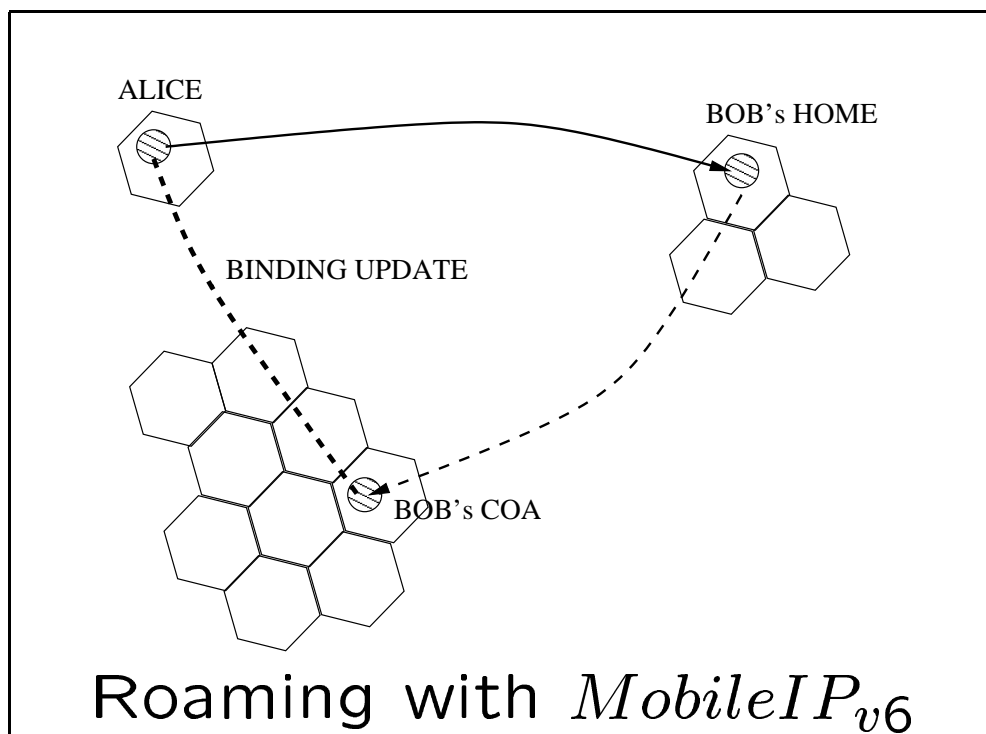 ALICE
BOB's HOME
BINDING UPDATE
BOB's COA
Roaming with MobileIPv6